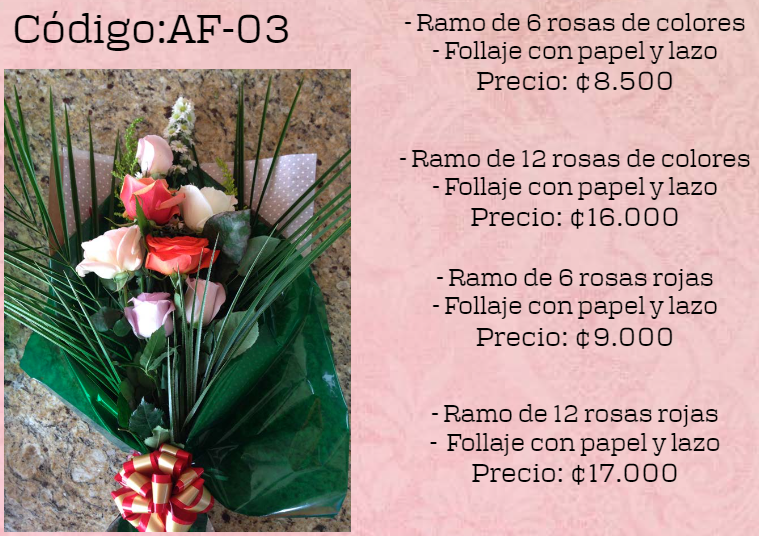 Código:AF-03
- Ramo de 6 rosas de colores
- Follaje con papel y lazo
Precio: ¢8.500
- Ramo de 12 rosas de colores
- Follaje con papel y lazo
Precio: ¢16.000
- Ramo de 6 rosas rojas
- Follaje con papel y lazo
Precio: ¢9.000
- Ramo de 12 rosas rojas
- Follaje con papel y lazo
Precio: ¢17.000